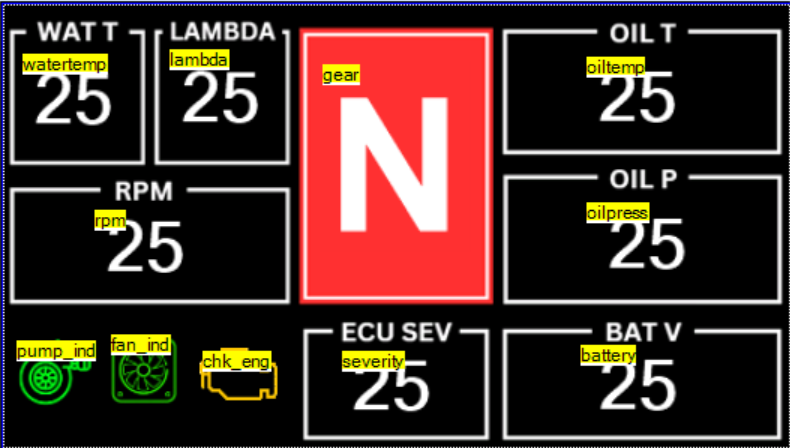 WAT T
watertemp
25
LAMBDA
lambda
25
gear
N
OIL T
oiltemp
25
RPM
rpm
25
OIL P
oilpress
25
pump_ind
fan_ind
chk_eng
ECU SEV
severity
25
BAT V
battery
25